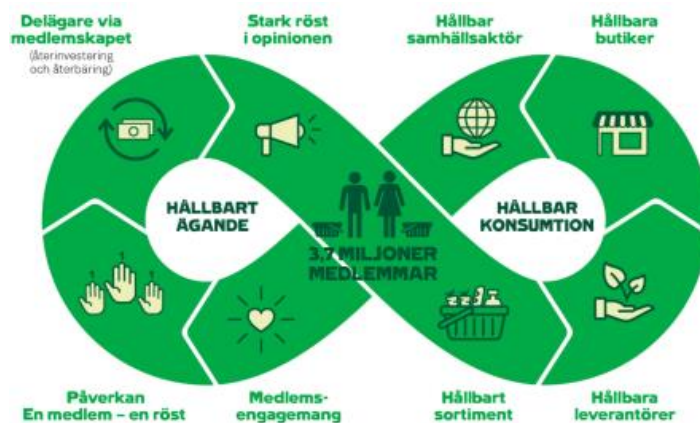 Delägare via
medlemskapet
(återinvestering
och återbäring)
Stark röst
i opinionen
Hållbar
samhällsaktör
Hållbara
butiker
HÅLLBART
ÄGANDE
3,7 MILJONER
MEDLEMMAR
HÅLLBAR
KONSUMTION
Påverkan
En medlem – en röst
Medlems-
engagemang
Hållbart
sortiment
Hållbara
leverantörer